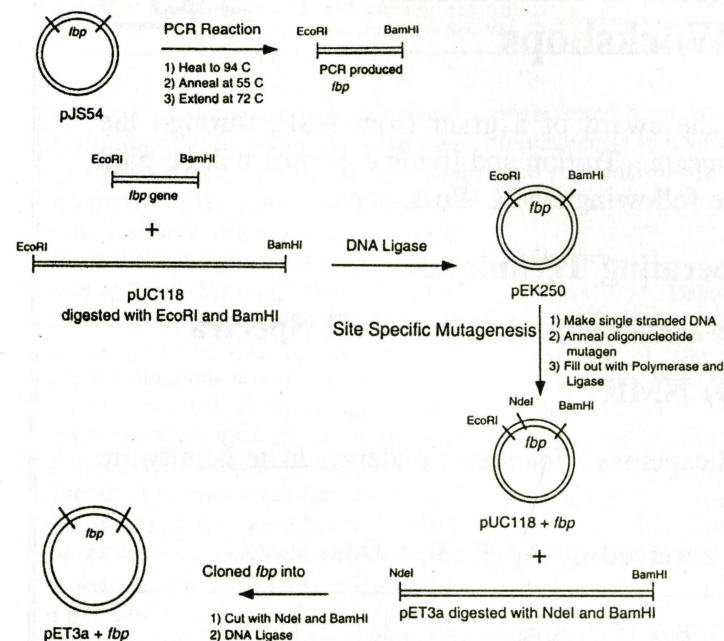 fbp
pJS54
PCR Reaction
1) Heat to 94 C
2) Anneal at 55 C
3) Extend at 72 C
EcoRI BamHI
PCR produced
fbp
EcoRI BamHI
fbp gene
+
EcoRI BamHI
pUC118
digested with EcoRI and BamHI
DNA Ligase
EcoRI BamHI
fbp
pEK250
Site Specific Mutagenesis
1) Make single stranded DNA
2) Anneal oligonucleotide
mutagen
3) Fill out with Polymerase and
Ligase
EcoRI NdeI BamHI
fbp
pUC118 + fbp
+
NdeI BamHI
pET3a digested with NdeI and BamHI
Cloned fbp into
1) Cut with NdeI and BamHI
2) DNA Ligase
fbp
pET3a + fbp